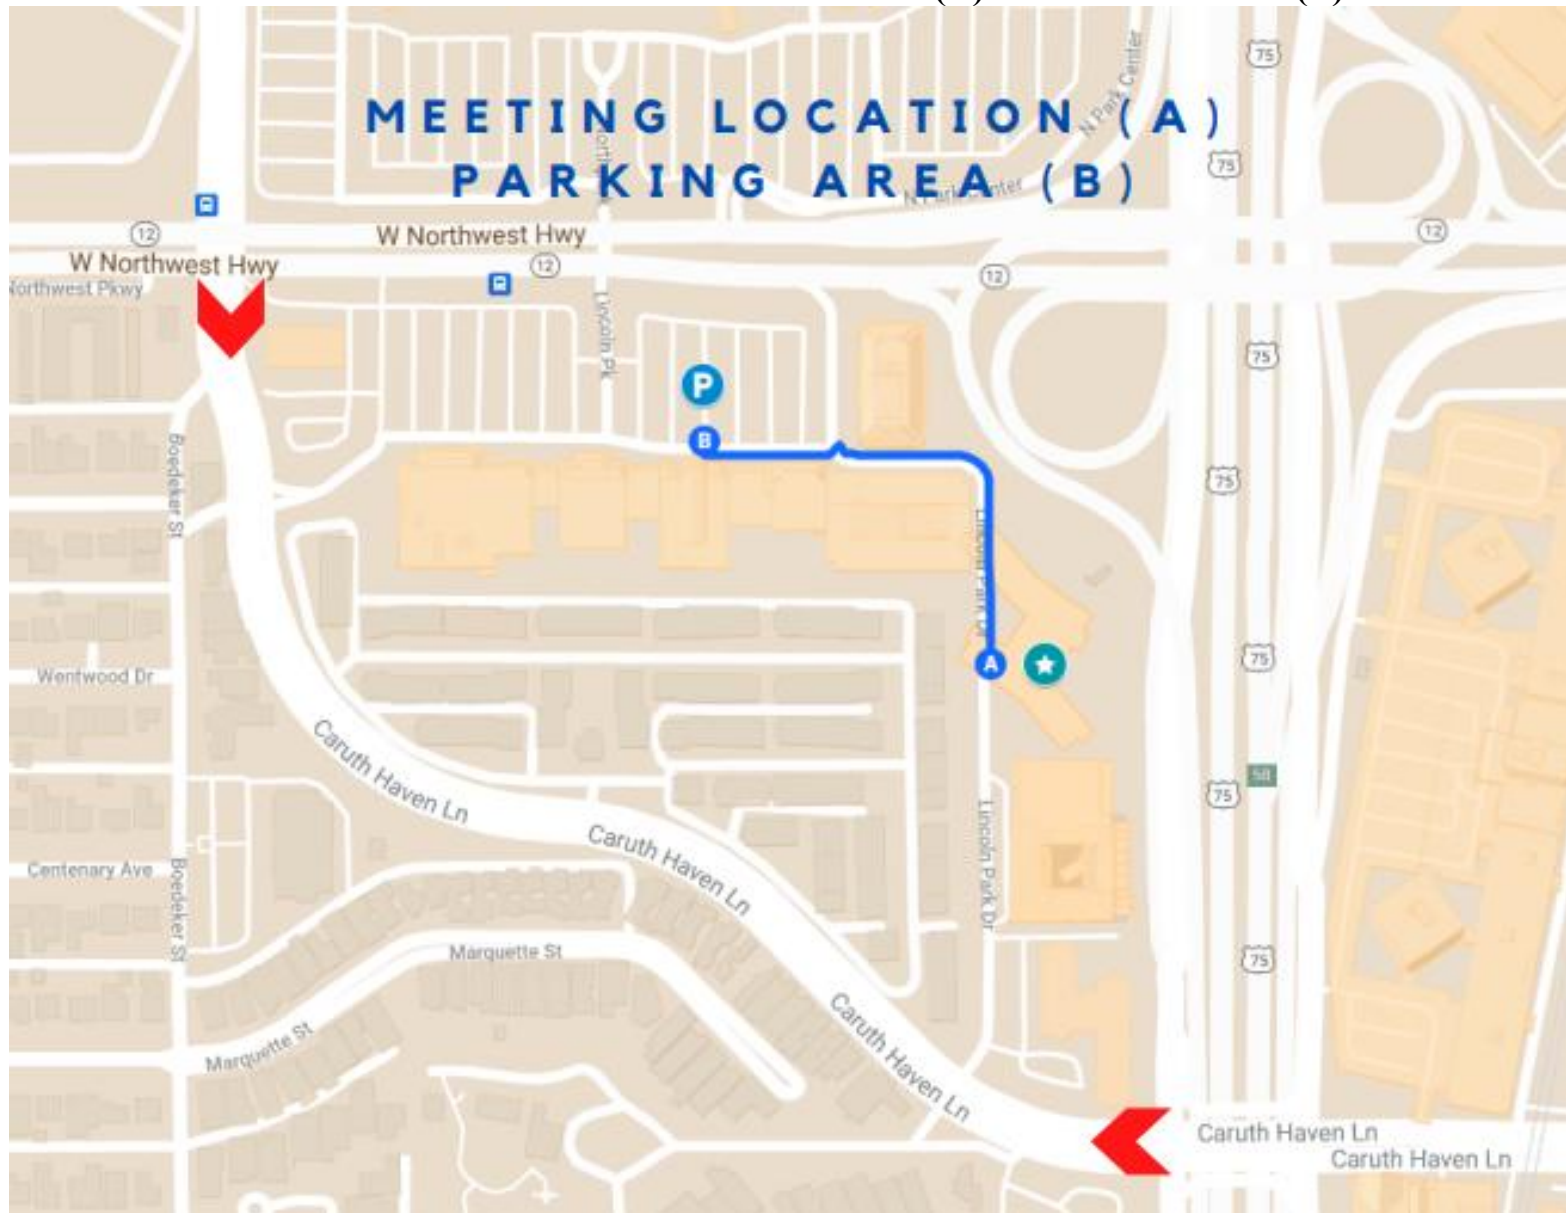 (A) (B)
75
N Park Center
MEETING LOCATION (A)
75
PARKING AREA (B)
N Park Center
12
W Northwest Hwy
12
W Northwest Hwy
12
12
Northwest Pkwy
Lincoln Pk
75
P
B
Boedeker St
75
Lincoln Park Dr
A
75
Wentwood Dr
Caruth Haven Ln
5B
75
Caruth Haven Ln
Lincoln Park Dr
Centenary Ave
Boedeker St
Marquette St
75
Caruth Haven Ln
Marquette St
Caruth Haven Ln
Caruth Haven Ln